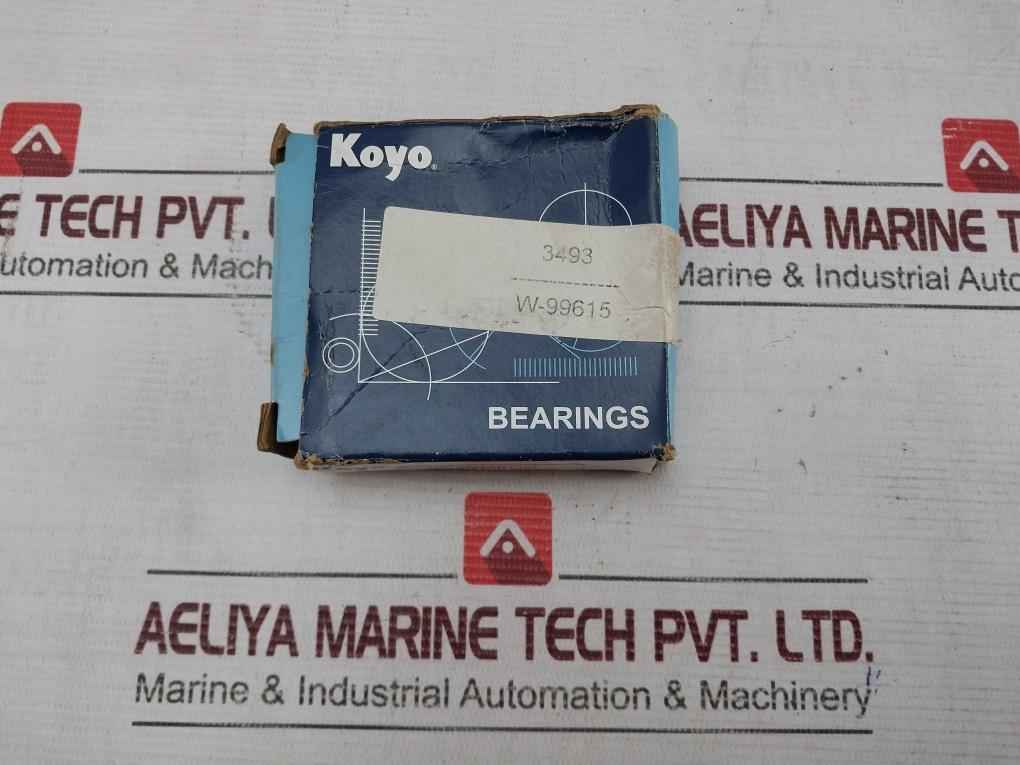 Koyo®
3493
W-99615
BEARINGS
E TECH PVT. L
utomation & Mach
AELIYA MARINE T
Marine & Industrial Auto
AELIYA MARINE TECH PVT. LTD.
Marine & Industrial Automation & Machinery